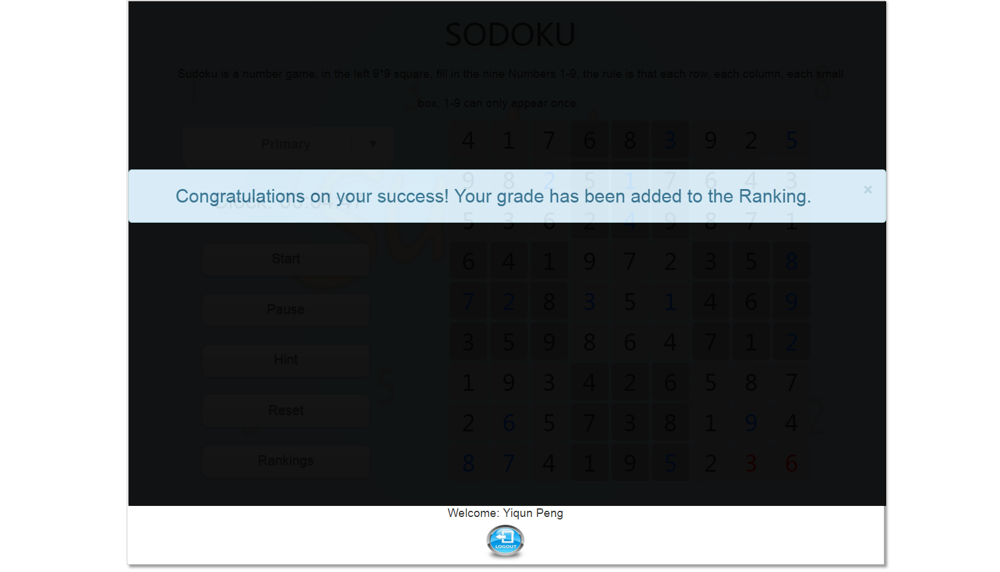 SODOKU
Sudoku is a number game. in the left 9*9 square, fill in the nine Numbers 1-9, the rule is that each row, each column, each small
box, 1-9 can only appear once.
Primary ▼
4 1 7 6 8 3 9 2 5
9 8 2 5 1 7 6 4 3
Congratulations on your success! Your grade has been added to the Ranking. ×
Clock: 00:04:47
5 3 6 2 4 9 8 7 1
Start
6 4 1 9 7 2 3 5 8
Pause
7 2 8 3 5 1 4 6 9
3 5 9 8 6 4 7 1 2
Hint
1 9 3 4 2 6 5 8 7
Reset
2 6 5 7 3 8 1 9 4
Rankings
8 7 4 1 9 5 2 3 6
Welcome: Yiqun Peng
LOGOUT